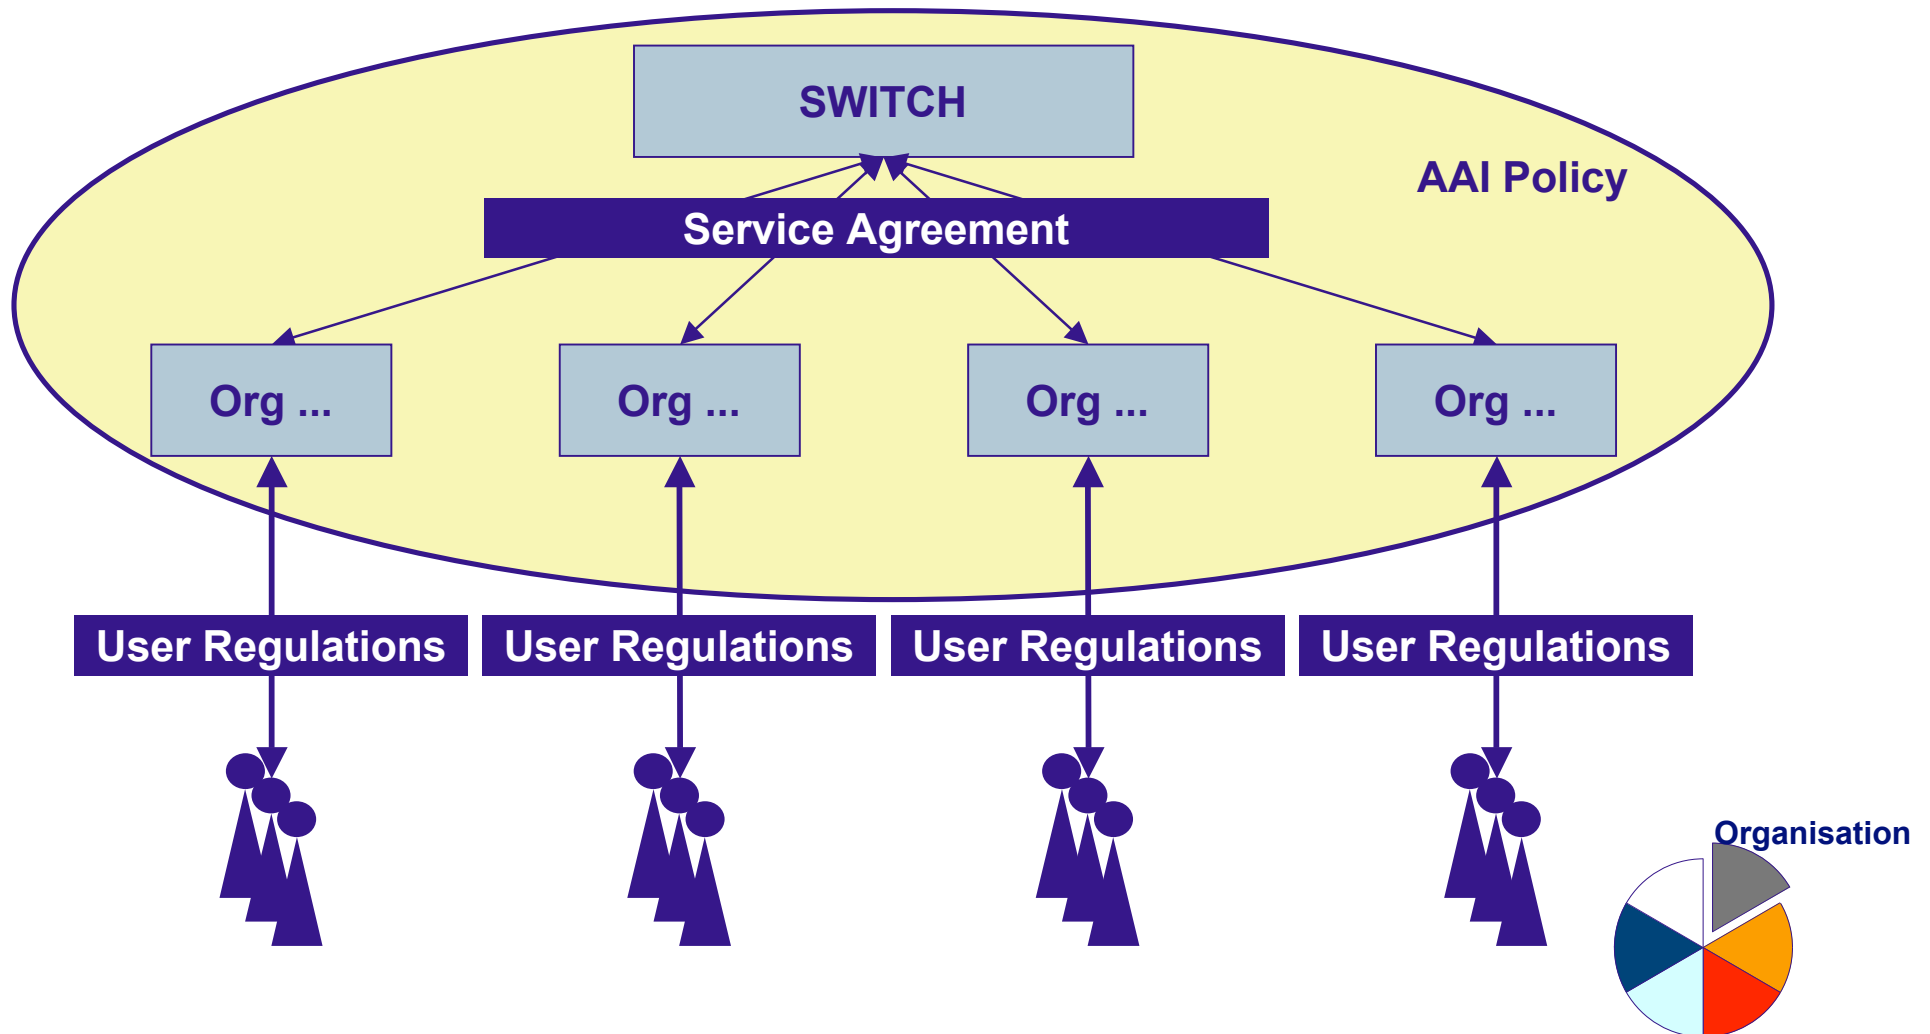 SWITCH
AAI Policy
Service Agreement
Org ...
Org ...
Org ...
Org ...
User Regulations
User Regulations
User Regulations
User Regulations
Organisation